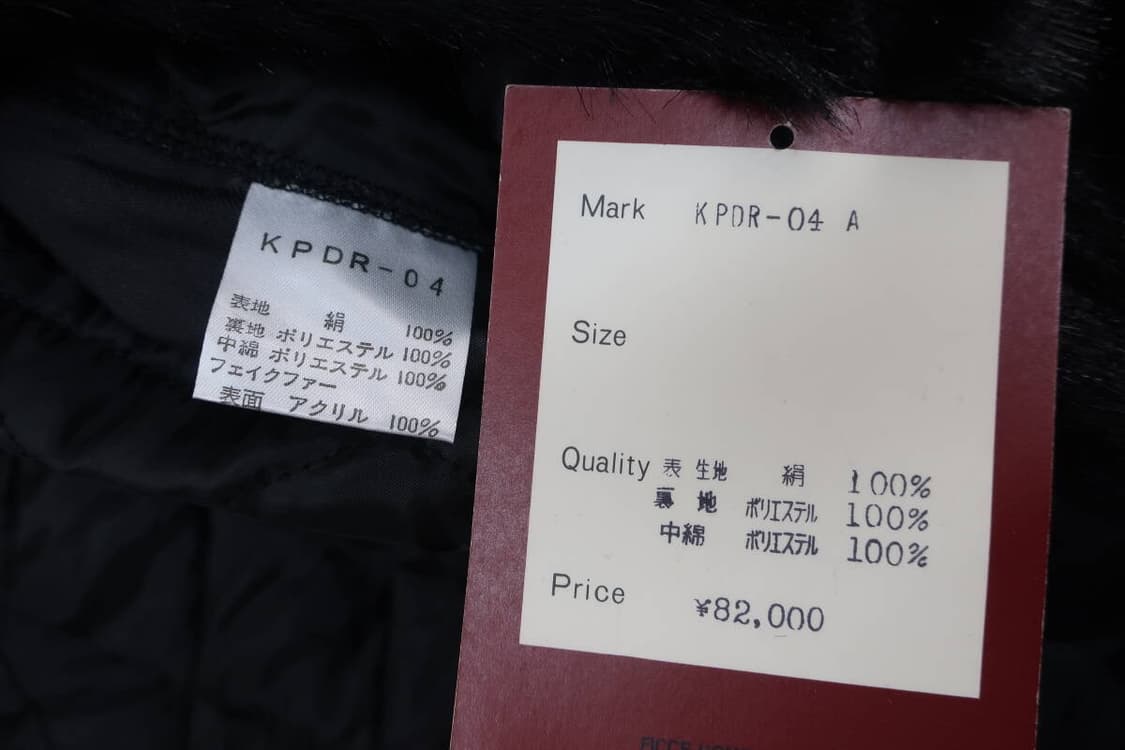 KPDR-04
表地 絹 100%
裏地 ポリエステル 100%
中綿 ポリエステル 100%
フェイクファー
表面 アクリル 100%
Mark KPDR-04 A
Size
Quality 表生地 絹 100%
裏地 ポリエステル 100%
中綿 ポリエステル 100%
Price ¥82,000